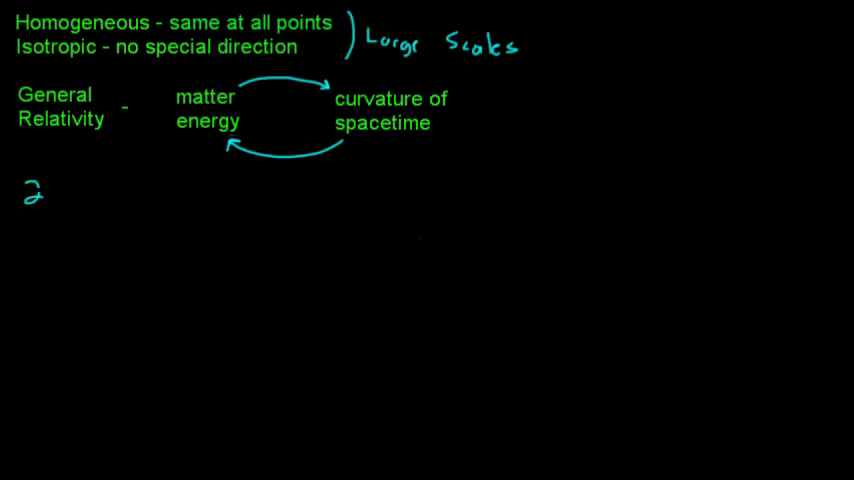 Homogeneous - same at all points
Isotropic - no special direction
) Large Scales
General Relativity -
matter energy
curvature of spacetime
2